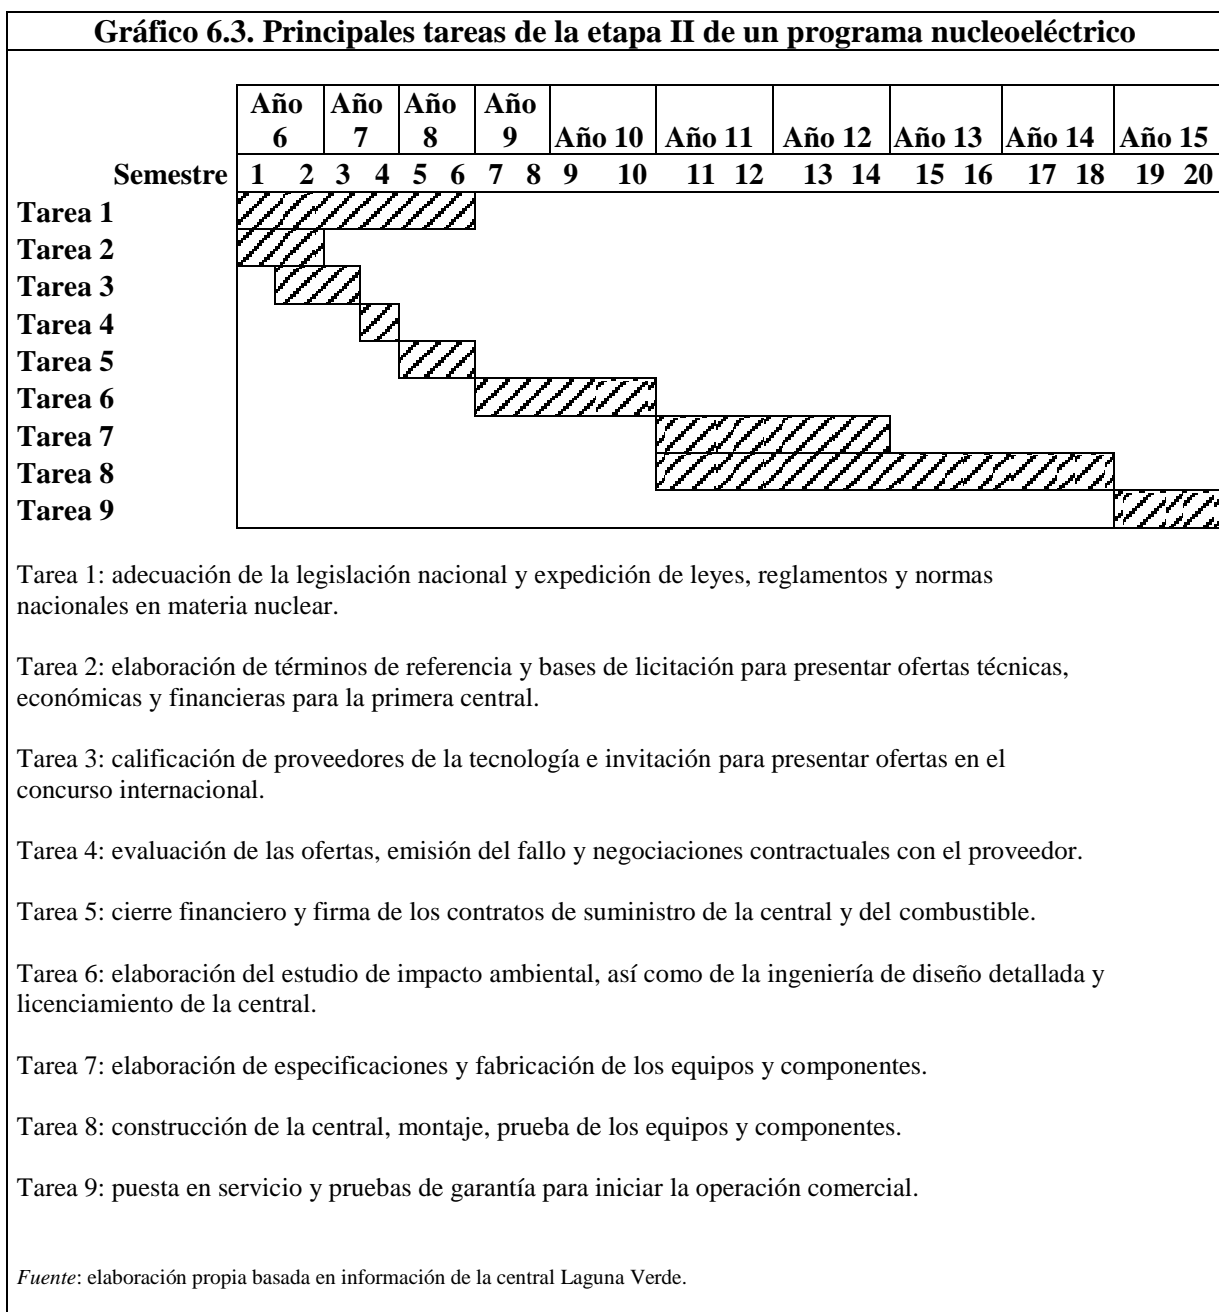 Gráfico 6.3. Principales tareas de la etapa II de un programa nucleoeléctrico
Año 6 Año 7 Año 8 Año 9 Año 10 Año 11 Año 12 Año 13 Año 14 Año 15
Semestre 1 2 3 4 5 6 7 8 9 10 11 12 13 14 15 16 17 18 19 20
Tarea 1
Tarea 2
Tarea 3
Tarea 4
Tarea 5
Tarea 6
Tarea 7
Tarea 8
Tarea 9
Tarea 1: adecuación de la legislación nacional y expedición de leyes, reglamentos y normas
nacionales en materia nuclear.
Tarea 2: elaboración de términos de referencia y bases de licitación para presentar ofertas técnicas,
económicas y financieras para la primera central.
Tarea 3: calificación de proveedores de la tecnología e invitación para presentar ofertas en el
concurso internacional.
Tarea 4: evaluación de las ofertas, emisión del fallo y negociaciones contractuales con el proveedor.
Tarea 5: cierre financiero y firma de los contratos de suministro de la central y del combustible.
Tarea 6: elaboración del estudio de impacto ambiental, así como de la ingeniería de diseño detallada y
licenciamiento de la central.
Tarea 7: elaboración de especificaciones y fabricación de los equipos y componentes.
Tarea 8: construcción de la central, montaje, prueba de los equipos y componentes.
Tarea 9: puesta en servicio y pruebas de garantía para iniciar la operación comercial.
Fuente: elaboración propia basada en información de la central Laguna Verde.